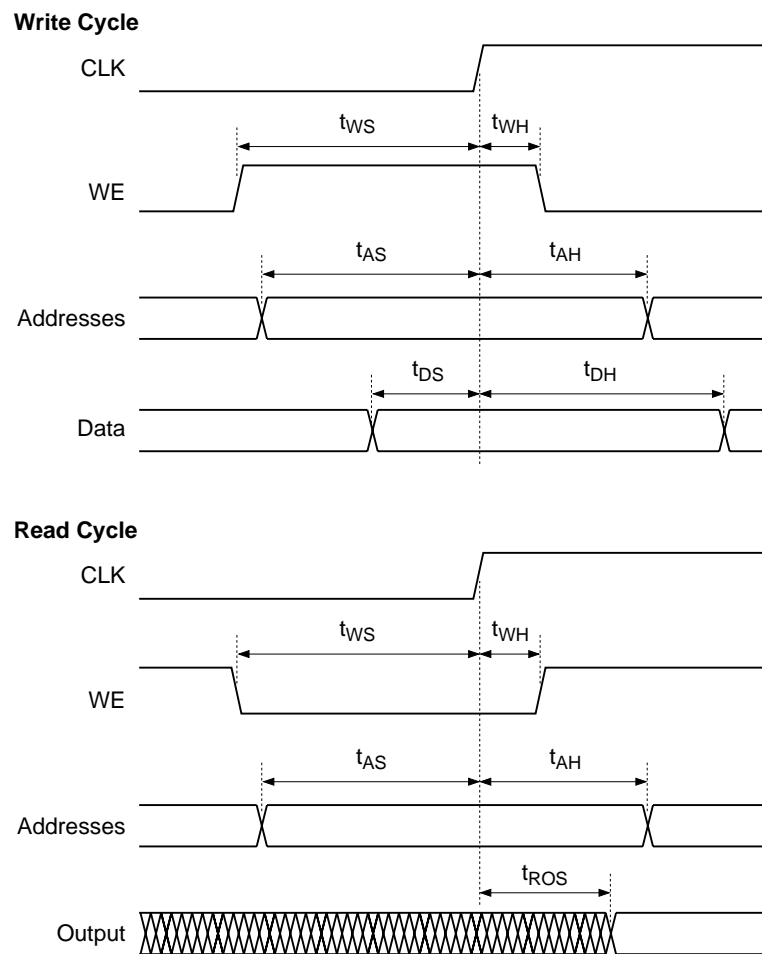 Write Cycle
CLK
tWS tWH
WE
tAS tAH
Addresses
tDS tDH
Data
Read Cycle
CLK
tWS tWH
WE
tAS tAH
Addresses
tROS
Output